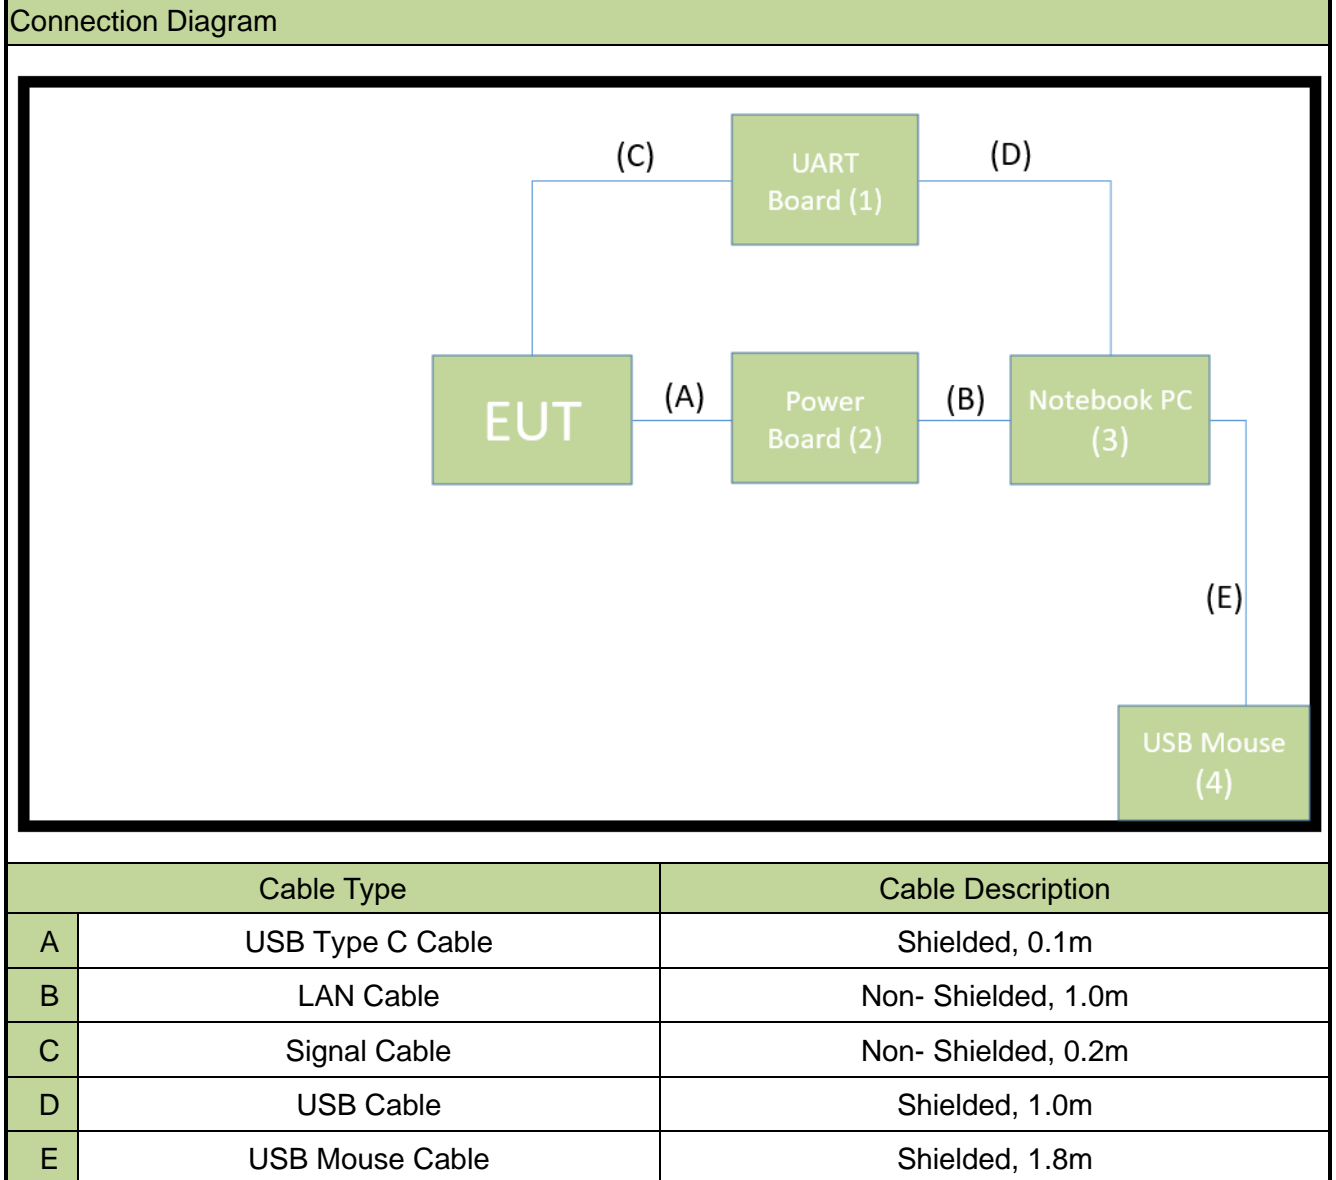 Connection Diagram
(C)
UART
Board (1)
(D)
EUT
(A)
Power
Board (2)
(B)
Notebook PC
(3)
(E)
USB Mouse
(4)
Cable Type Cable Description
A USB Type C Cable Shielded, 0.1m
B LAN Cable Non- Shielded, 1.0m
C Signal Cable Non- Shielded, 0.2m
D USB Cable Shielded, 1.0m
E USB Mouse Cable Shielded, 1.8m